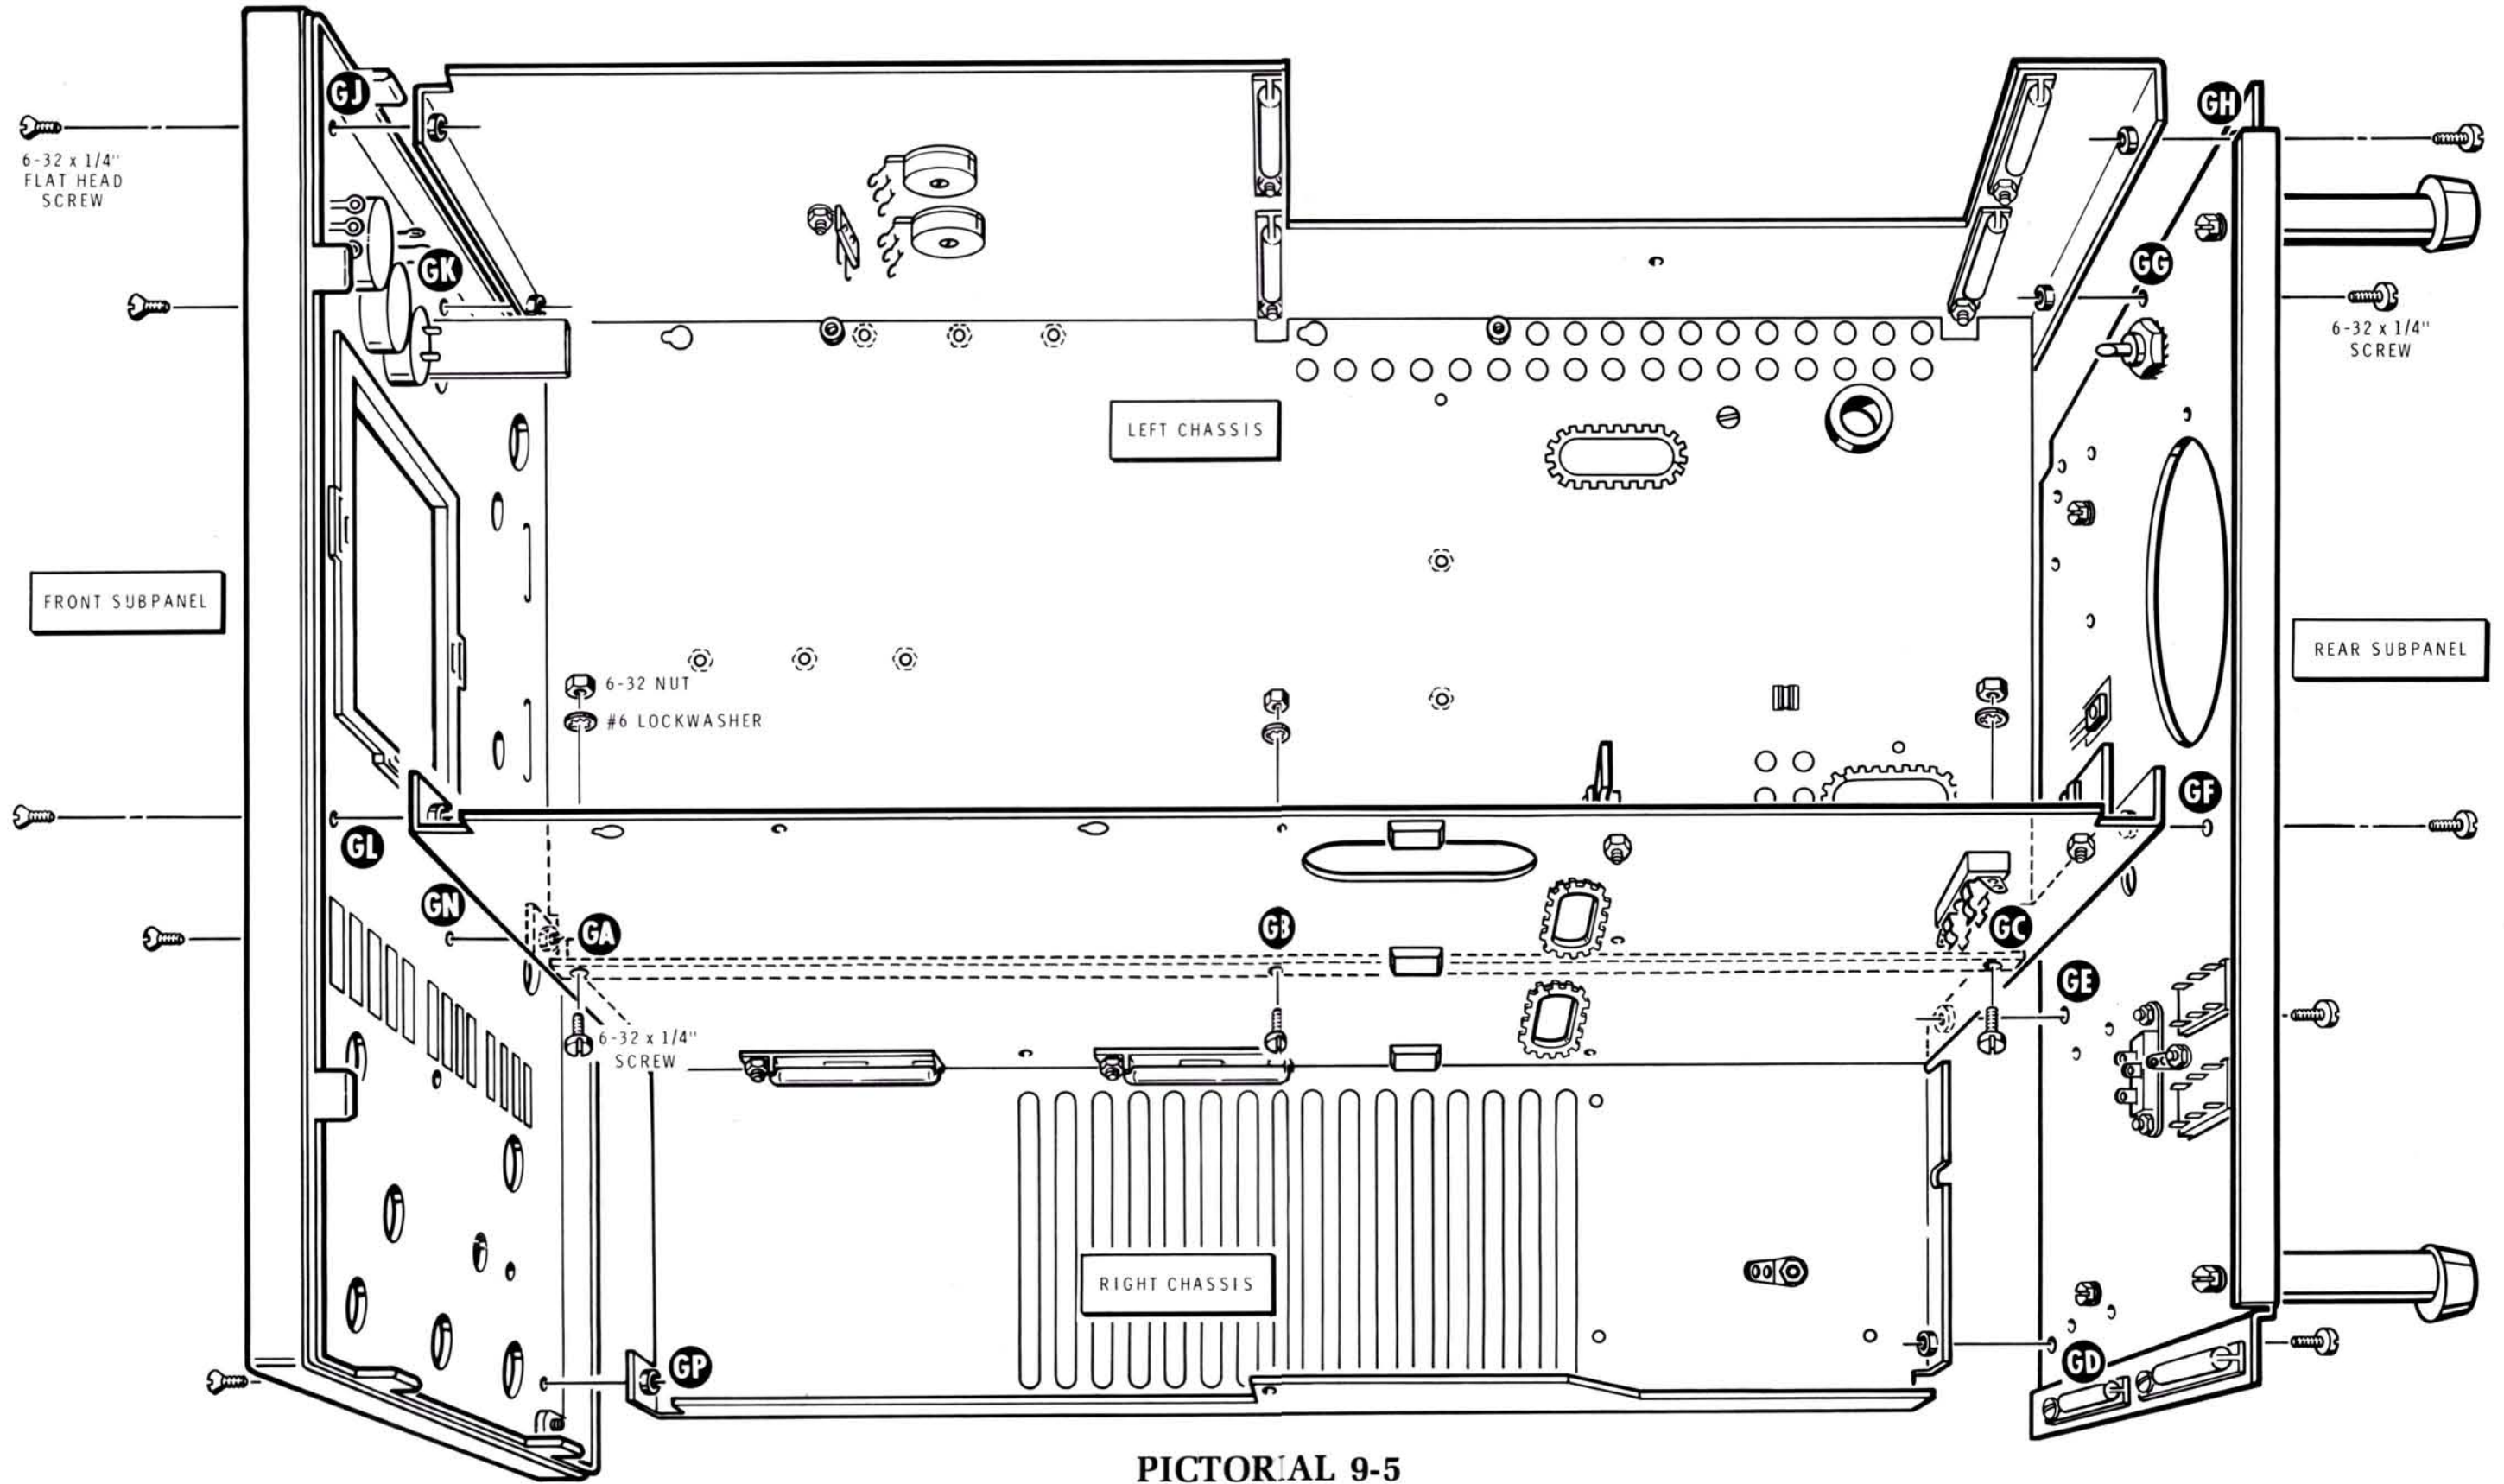 GJ
GH
6-32 x 1/4"
FLAT HEAD
SCREW
GK
GG
6-32 x 1/4"
SCREW
LEFT CHASSIS
FRONT SUBPANEL
REAR SUBPANEL
6-32 NUT
#6 LOCKWASHER
GF
GL
GN
GA
GB
GC
GE
6-32 x 1/4"
SCREW
RIGHT CHASSIS
GP
GD
PICTORIAL 9-5